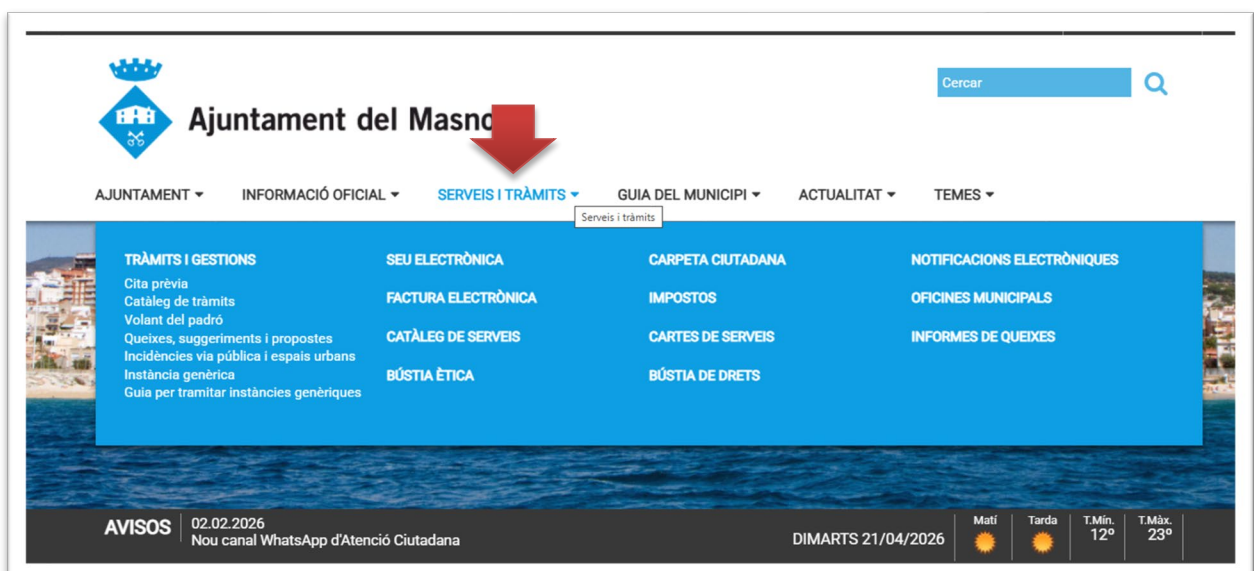 Cercar
Ajuntament del Masno
AJUNTAMENT
INFORMACIÓ OFICIAL
SERVEIS I TRÀMITS
GUIA DEL MUNICIPI
ACTUALITAT
TEMES
Serveis i tràmits
TRÀMITS I GESTIONS
Cita prèvia
Catàleg de tràmits
Volant del padró
Queixes, suggeriments i propostes
Incidències via pública i espais urbans
Instància genèrica
Guia per tramitar instàncies genèriques
SEU ELECTRÒNICA
FACTURA ELECTRÒNICA
CATÀLEG DE SERVEIS
BÚSTIA ÈTICA
CARPETA CIUTADANA
IMPOSTOS
CARTES DE SERVEIS
BÚSTIA DE DRETS
NOTIFICACIONS ELECTRÒNIQUES
OFICINES MUNICIPALS
INFORMES DE QUEIXES
AVISOS
02.02.2026
Nou canal WhatsApp d'Atenció Ciutadana
DIMARTS 21/04/2026
Matí
Tarda
T.Mín.
12º
T.Màx.
23º